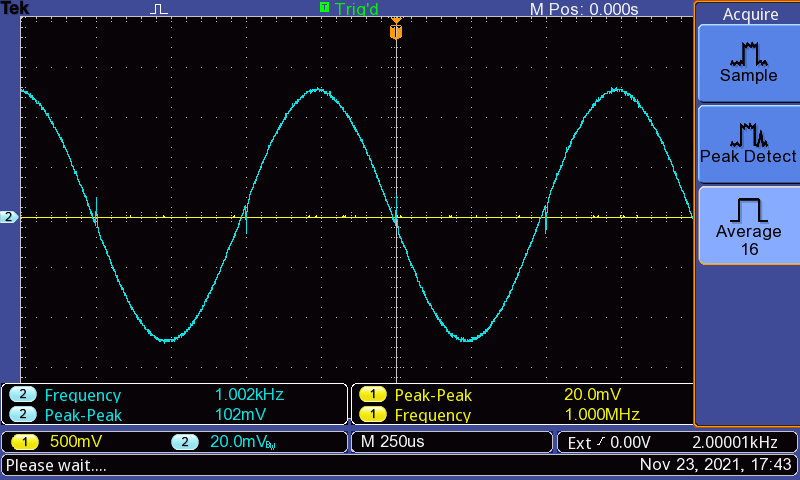 Tek T Trig'd M Pos: 0.000s
Acquire
T
Sample
Peak Detect
2
Average
16
2 Frequency 1.002kHz 1 Peak-Peak 20.0mV
2 Peak-Peak 102mV 1 Frequency 1.000MHz
1 500mV 2 20.0mVBW M 250us Ext 0.00V 2.00001kHz
Please wait.... Nov 23, 2021, 17:43